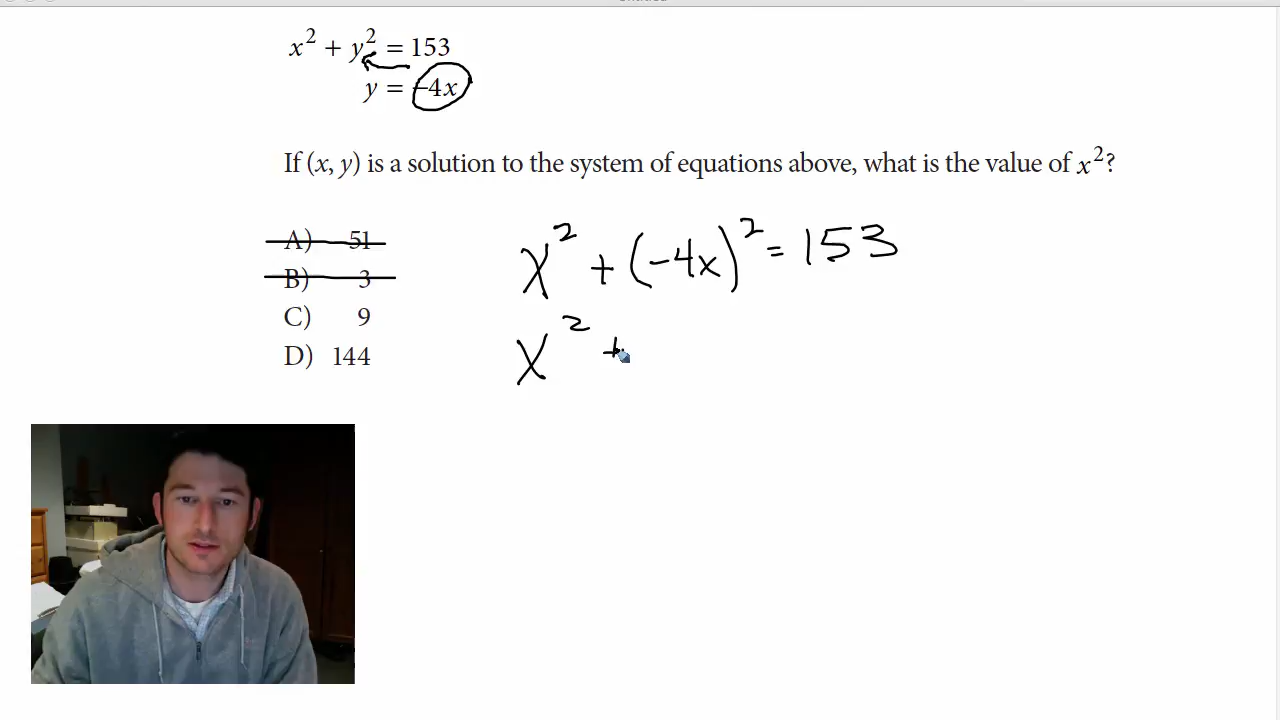 x² + y² = 153
y = −4x
If (x, y) is a solution to the system of equations above, what is the value of x²?
A) 51
B) 3
C) 9
D) 144
x² + (−4x)² = 153
x² +